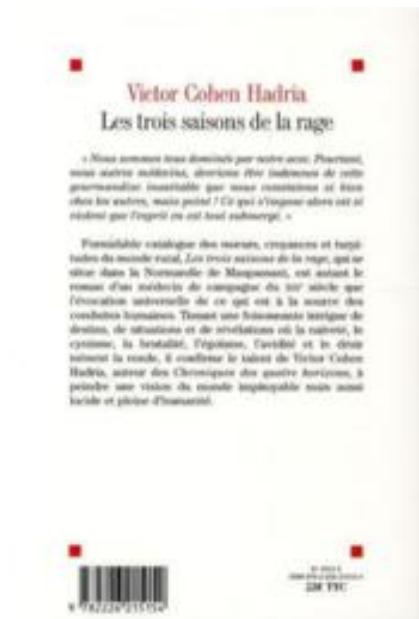 Victor Cohen Hadria
Les trois saisons de la rage
« Nous sommes tous dominés par notre sexe. Pourtant,
nous autres médecins, devrions être indemnes de cette
gourmandise insatiable que nous constatons si bien
chez les autres, mais point ! Ce qui s'impose alors est si
violent que l'esprit en est tout submergé. »
Formidable catalogue des mœurs, croyances et turpi-
tudes du monde rural, Les trois saisons de la rage, qui se
situe dans la Normandie de Maupassant, est autant le
roman d'un médecin de campagne du XIXe siècle que
l'évocation universelle de ce qui est à la source des
conduites humaines. Tissant une foisonnante intrigue de
destins, de situations et de révélations où la naïveté, le
cynisme, la brutalité, l'égoïsme, l'avidité et le désir
mènent la ronde, il confirme le talent de Victor Cohen
Hadria, auteur des Chroniques des quatre horizons, à
peindre une vision du monde impitoyable mais aussi
lucide et pleine d'humanité.
9 782226 215154
TTC